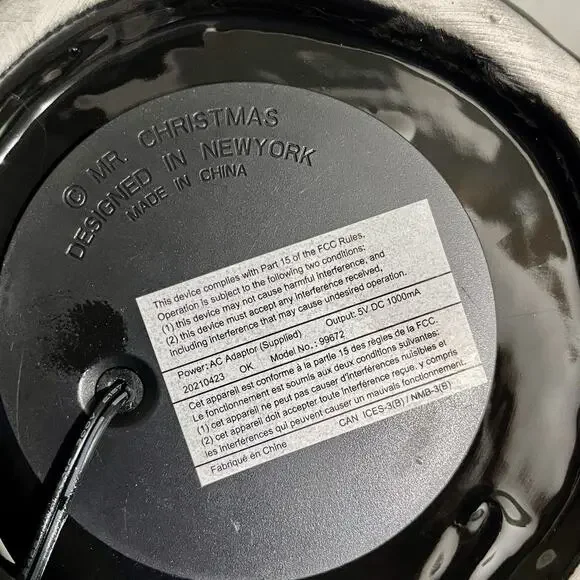 © MR. CHRISTMAS
DESIGNED IN NEWYORK
MADE IN CHINA
This device complies with Part 15 of the FCC Rules.
Operation is subject to the following two conditions:
(1) this device may not cause harmful Interference, and
(2) this device must accept any Interference received,
including Interference that may cause undesired operation.
Power: AC Adaptor (Supplied) Output: 5V DC 1000mA
20210423 OK Model No.: 99672
Cet appareil est conforme à la partie 15 des règles de la FCC.
Le fonctionnement est soumis aux deux conditions suivantes:
(1) cet appareil ne peut pas causer d'interférences nuisibles et
(2) cet appareil doit accepter toute interférence reçue, y compris
les interférences qui peuvent causer un mauvais fonctionnement.
CAN ICES-3(B) / NMB-3(B)
Fabriqué en Chine